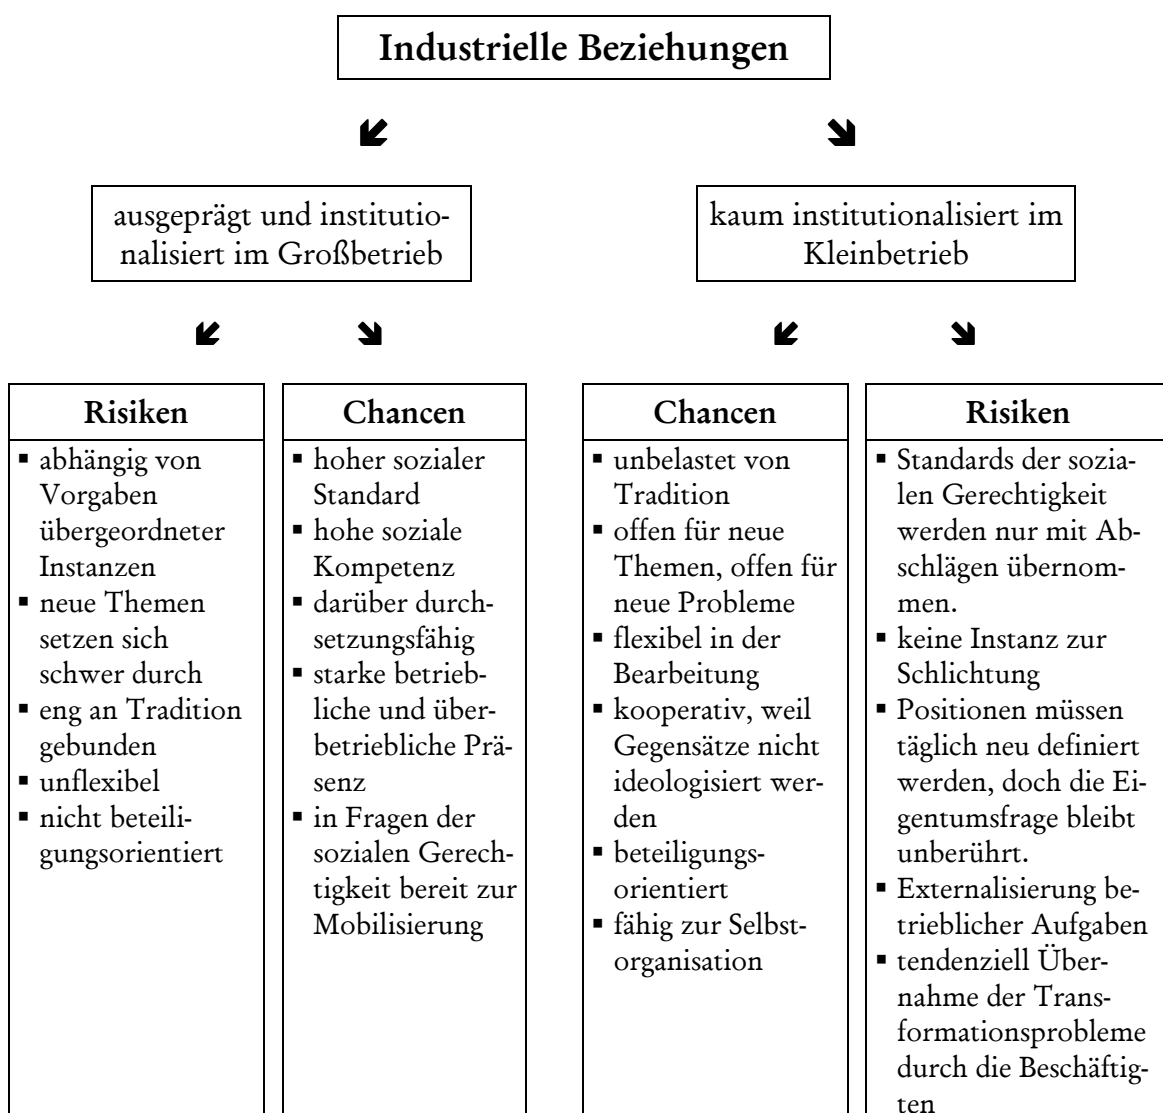 Industrielle Beziehungen
ausgeprägt und institutio-
nalisiert im Großbetrieb
kaum institutionalisiert im
Kleinbetrieb
Risiken
▪ abhängig von
Vorgaben
übergeordneter
Instanzen
▪ neue Themen
setzen sich
schwer durch
▪ eng an Tradition
gebunden
▪ unflexibel
▪ nicht beteili-
gungsorientiert
Chancen
▪ hoher sozialer
Standard
▪ hohe soziale
Kompetenz
▪ darüber durch-
setzungsfähig
▪ starke betrieb-
liche und über-
betriebliche Prä-
senz
▪ in Fragen der
sozialen Gerech-
tigkeit bereit zur
Mobilisierung
Chancen
▪ unbelastet von
Tradition
▪ offen für neue
Themen, offen für
neue Probleme
▪ flexibel in der
Bearbeitung
▪ kooperativ, weil
Gegensätze nicht
ideologisiert wer-
den
▪ beteiligungs-
orientiert
▪ fähig zur Selbst-
organisation
Risiken
▪ Standards der sozia-
len Gerechtigkeit
werden nur mit Ab-
schlägen übernom-
men.
▪ keine Instanz zur
Schlichtung
▪ Positionen müssen
täglich neu definiert
werden, doch die Ei-
gentumsfrage bleibt
unberührt.
▪ Externalisierung be-
trieblicher Aufgaben
▪ tendenziell Über-
nahme der Trans-
formationsprobleme
durch die Beschäftig-
ten